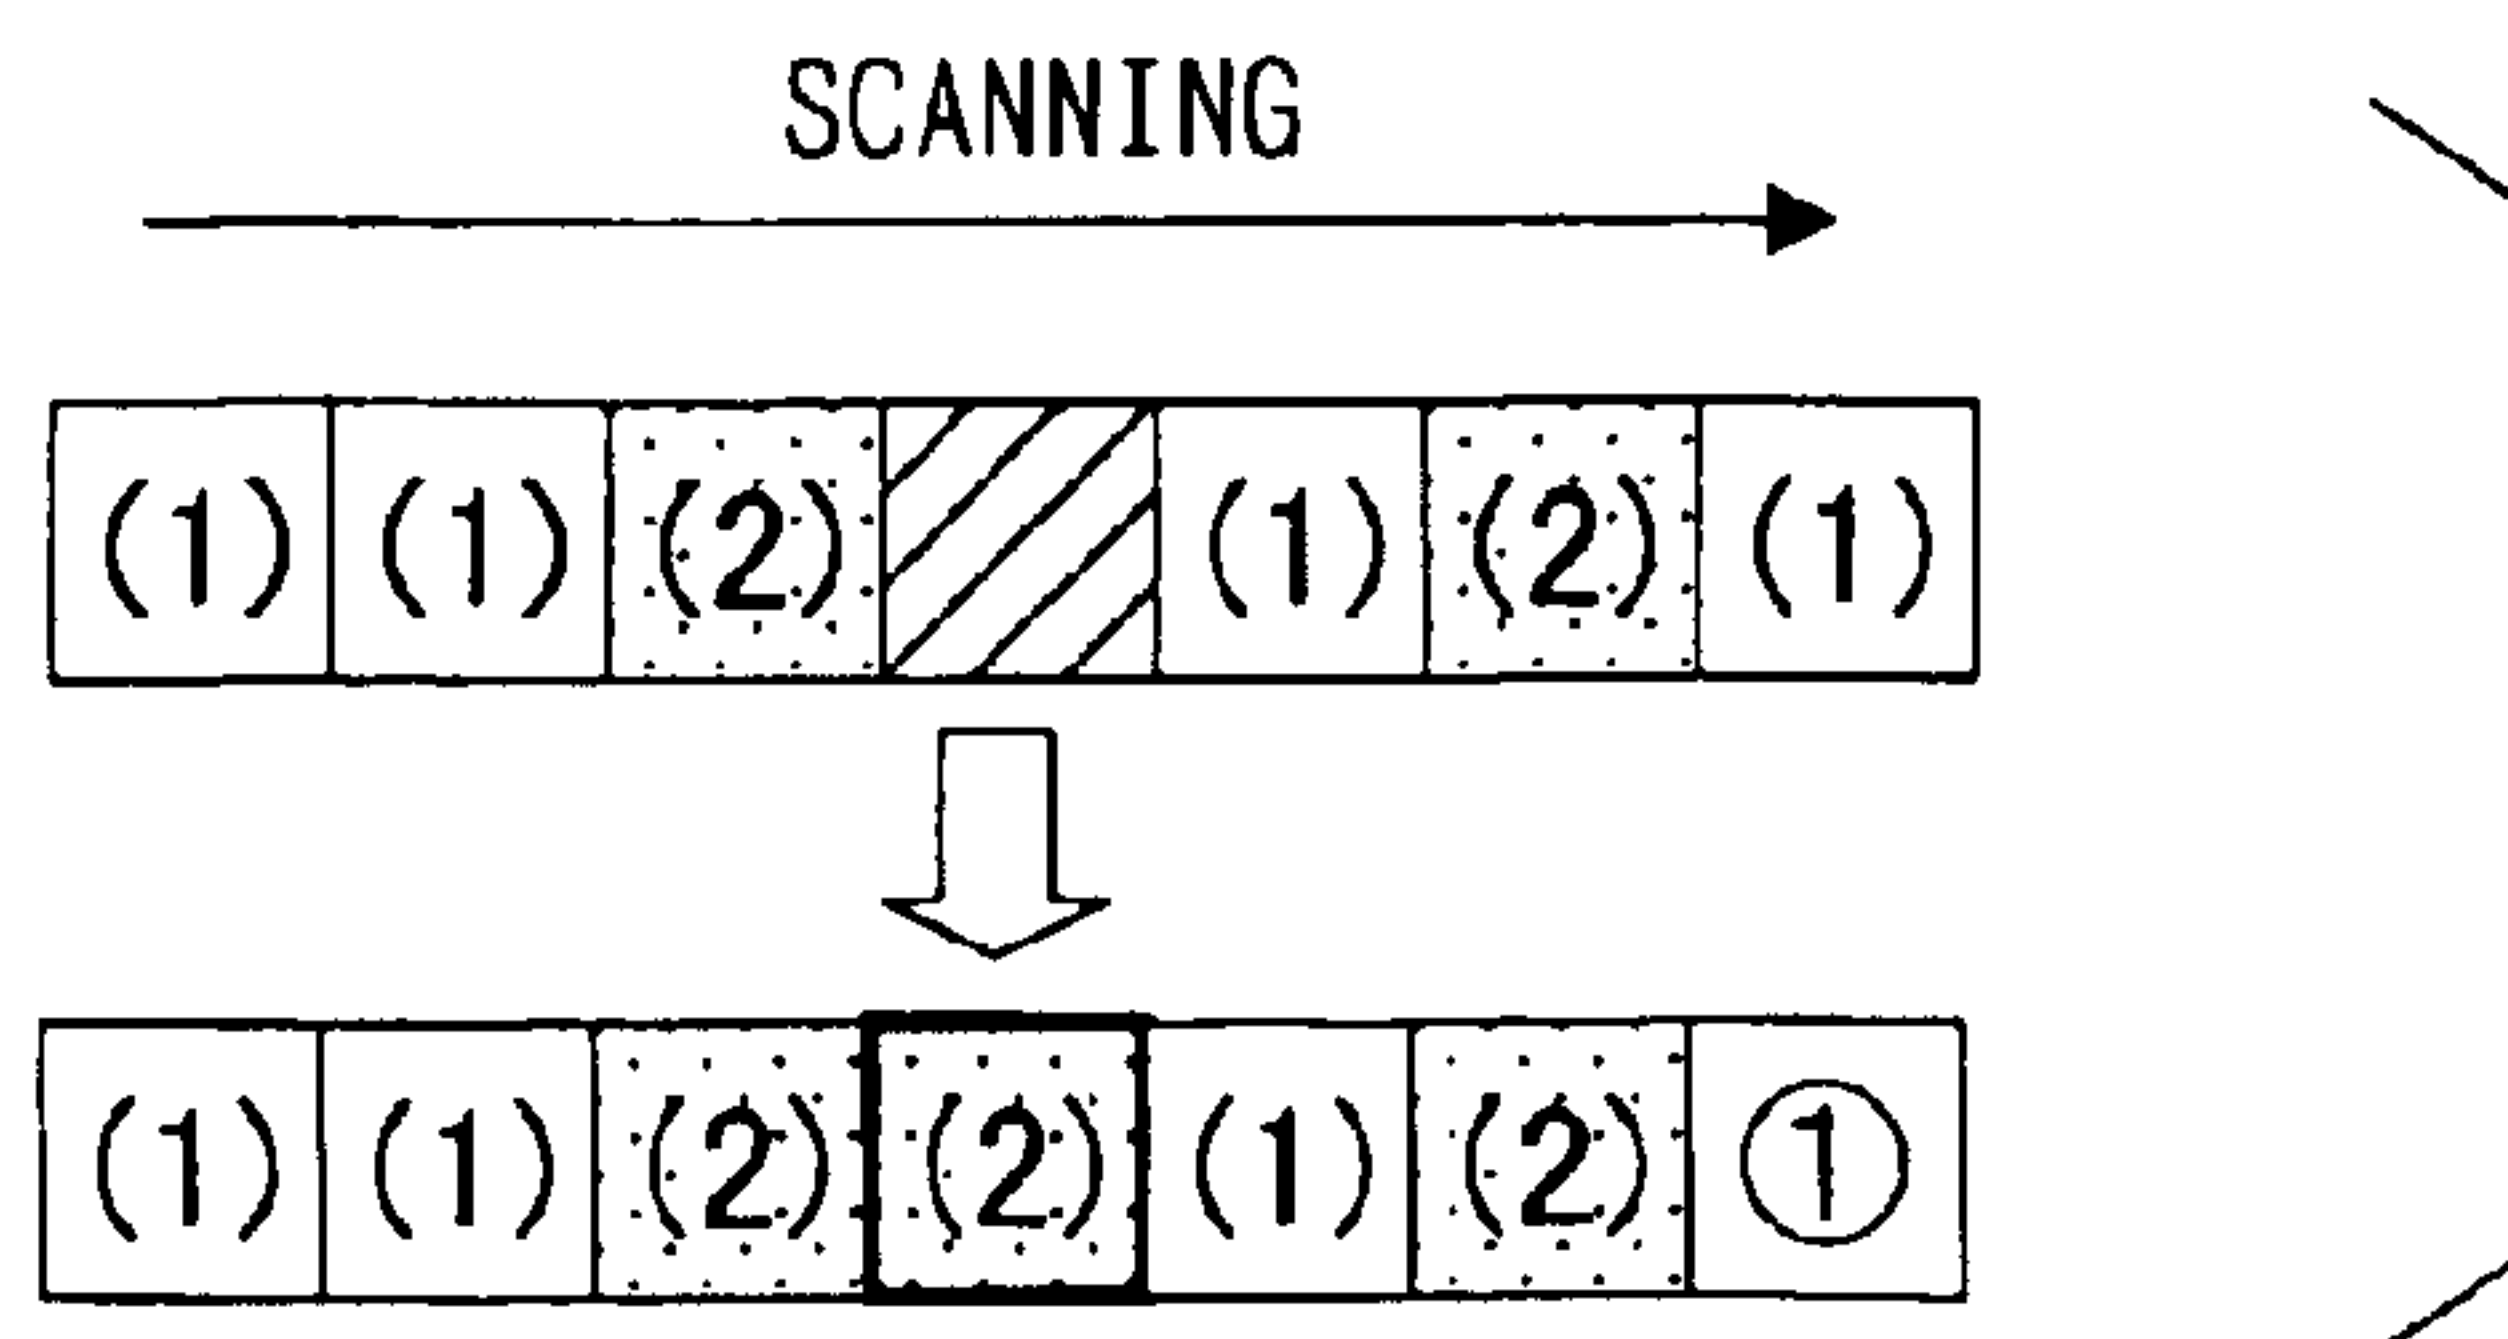 SCANNING
(1) (1) (2) (1) (2) (1)
(1) (1) (2) (2) (1) (2) ①